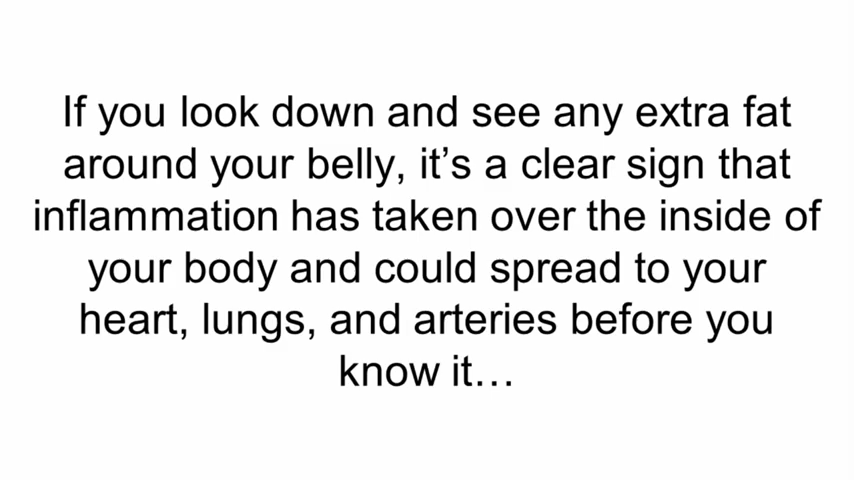 If you look down and see any extra fat
around your belly, it’s a clear sign that
inflammation has taken over the inside of
your body and could spread to your
heart, lungs, and arteries before you
know it…